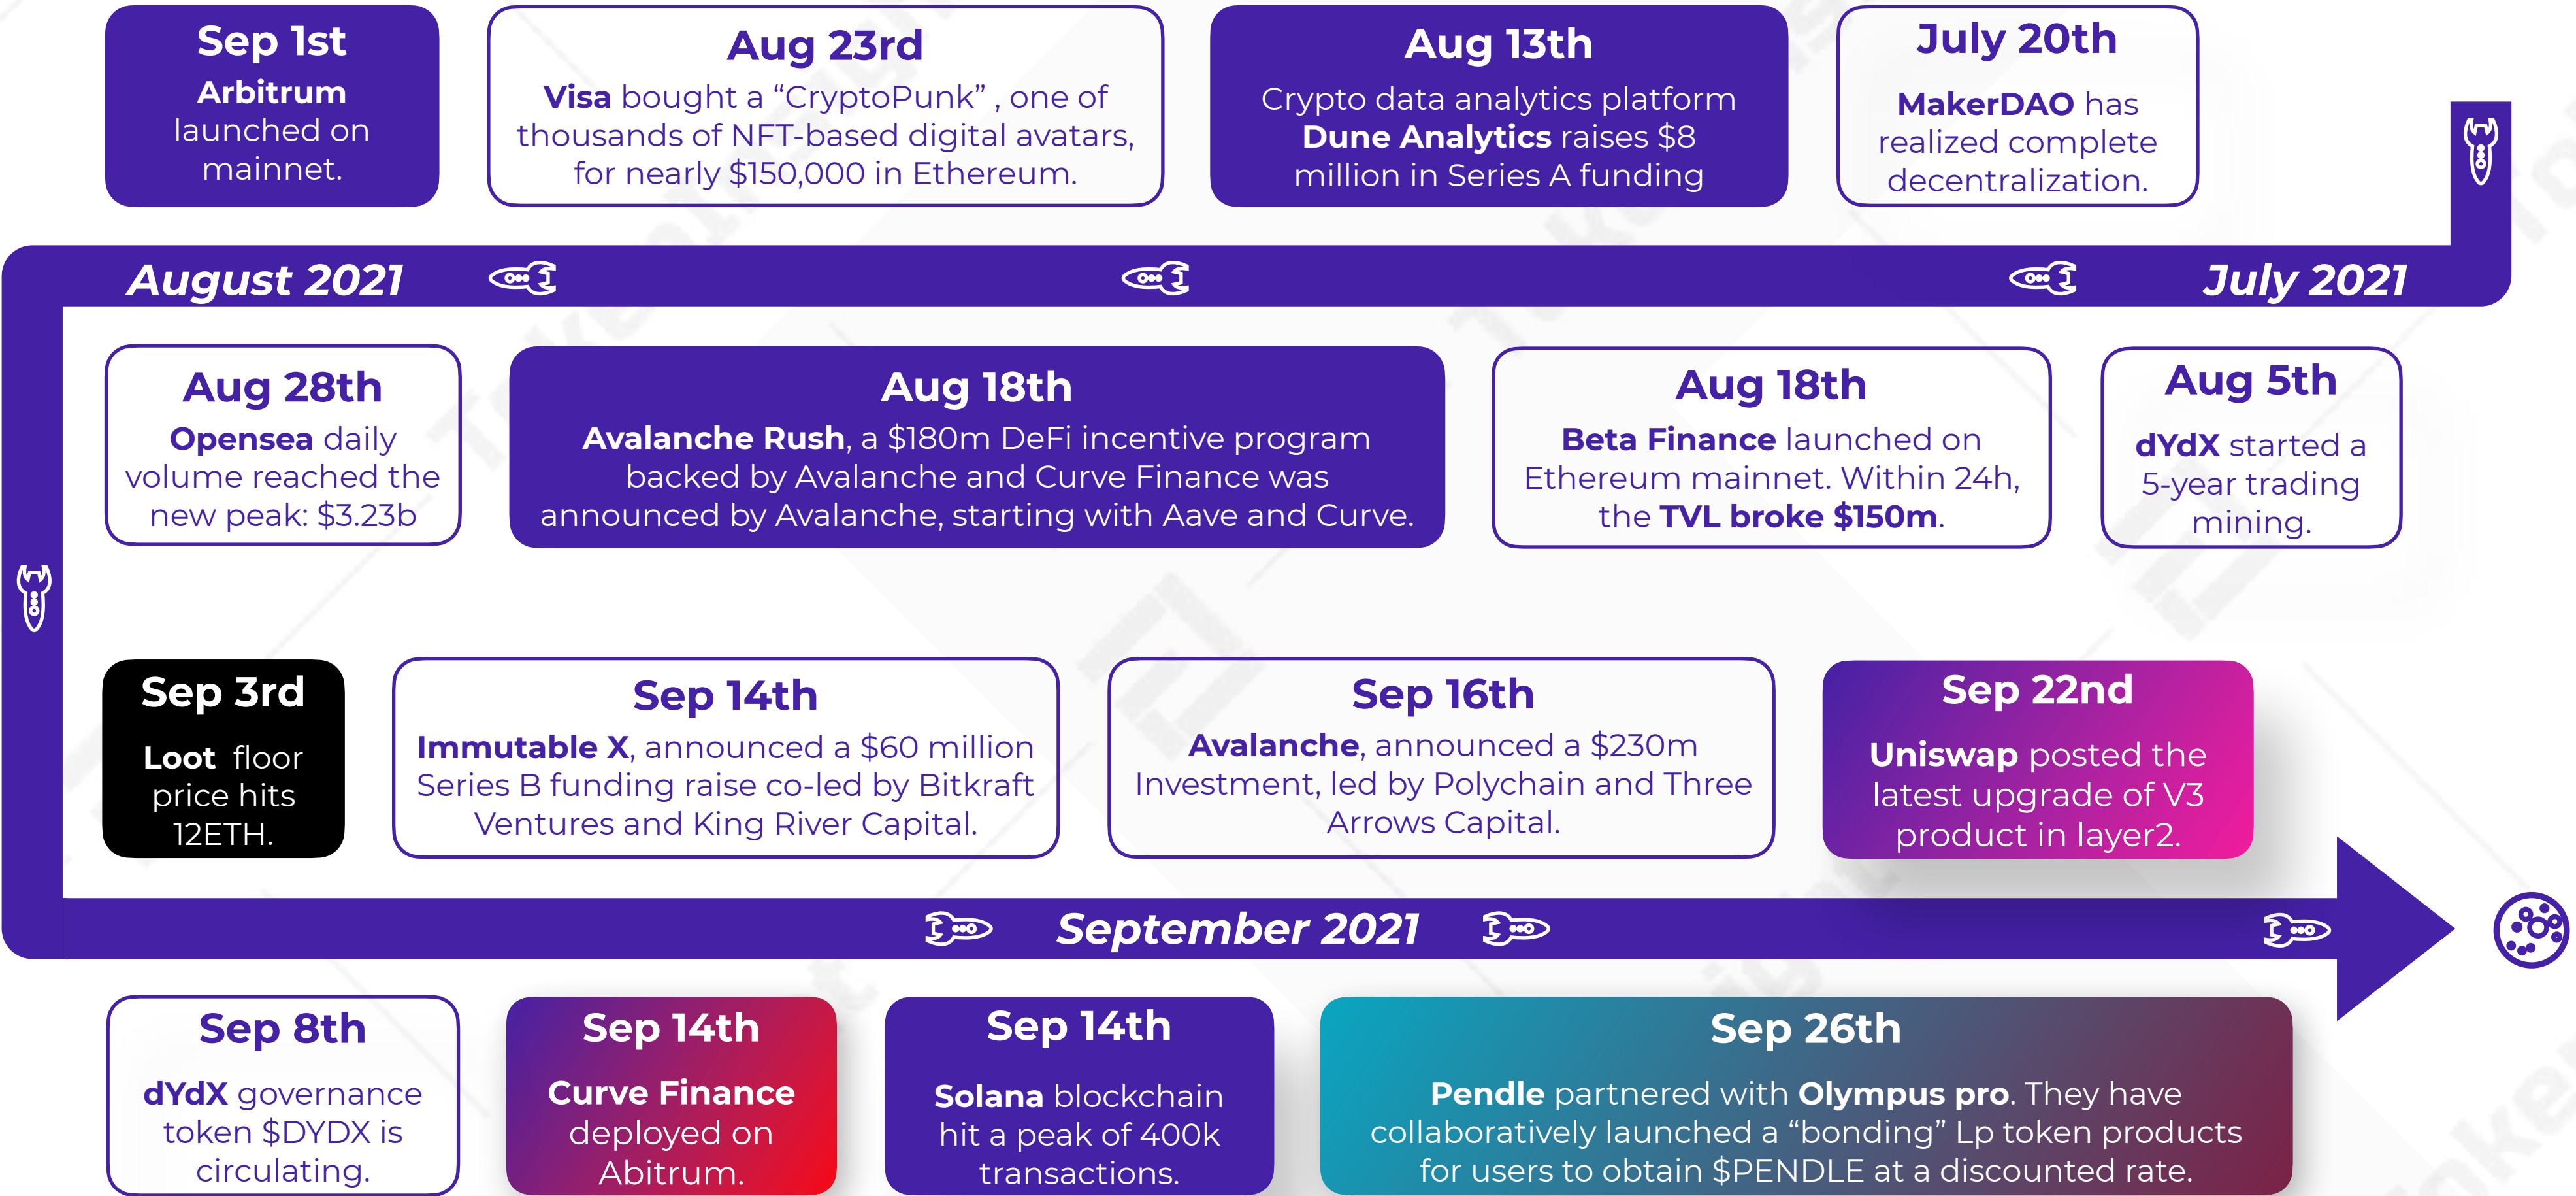 Sep 1st
Arbitrum
launched on
mainnet.
Aug 23rd
Visa bought a “CryptoPunk” , one of
thousands of NFT-based digital avatars,
for nearly $150,000 in Ethereum.
Aug 13th
Crypto data analytics platform
Dune Analytics raises $8
million in Series A funding
July 20th
MakerDAO has
realized complete
decentralization.
August 2021
July 2021
Aug 28th
Opensea daily
volume reached the
new peak: $3.23b
Aug 18th
Avalanche Rush, a $180m DeFi incentive program
backed by Avalanche and Curve Finance was
announced by Avalanche, starting with Aave and Curve.
Aug 18th
Beta Finance launched on
Ethereum mainnet. Within 24h,
the TVL broke $150m.
Aug 5th
dYdX started a
5-year trading
mining.
Sep 3rd
Loot floor
price hits
12ETH.
Sep 14th
Immutable X, announced a $60 million
Series B funding raise co-led by Bitkraft
Ventures and King River Capital.
Sep 16th
Avalanche, announced a $230m
Investment, led by Polychain and Three
Arrows Capital.
Sep 22nd
Uniswap posted the
latest upgrade of V3
product in layer2.
September 2021
Sep 8th
dYdX governance
token $DYDX is
circulating.
Sep 14th
Curve Finance
deployed on
Abitrum.
Sep 14th
Solana blockchain
hit a peak of 400k
transactions.
Sep 26th
Pendle partnered with Olympus pro. They have
collaboratively launched a “bonding” Lp token products
for users to obtain $PENDLE at a discounted rate.